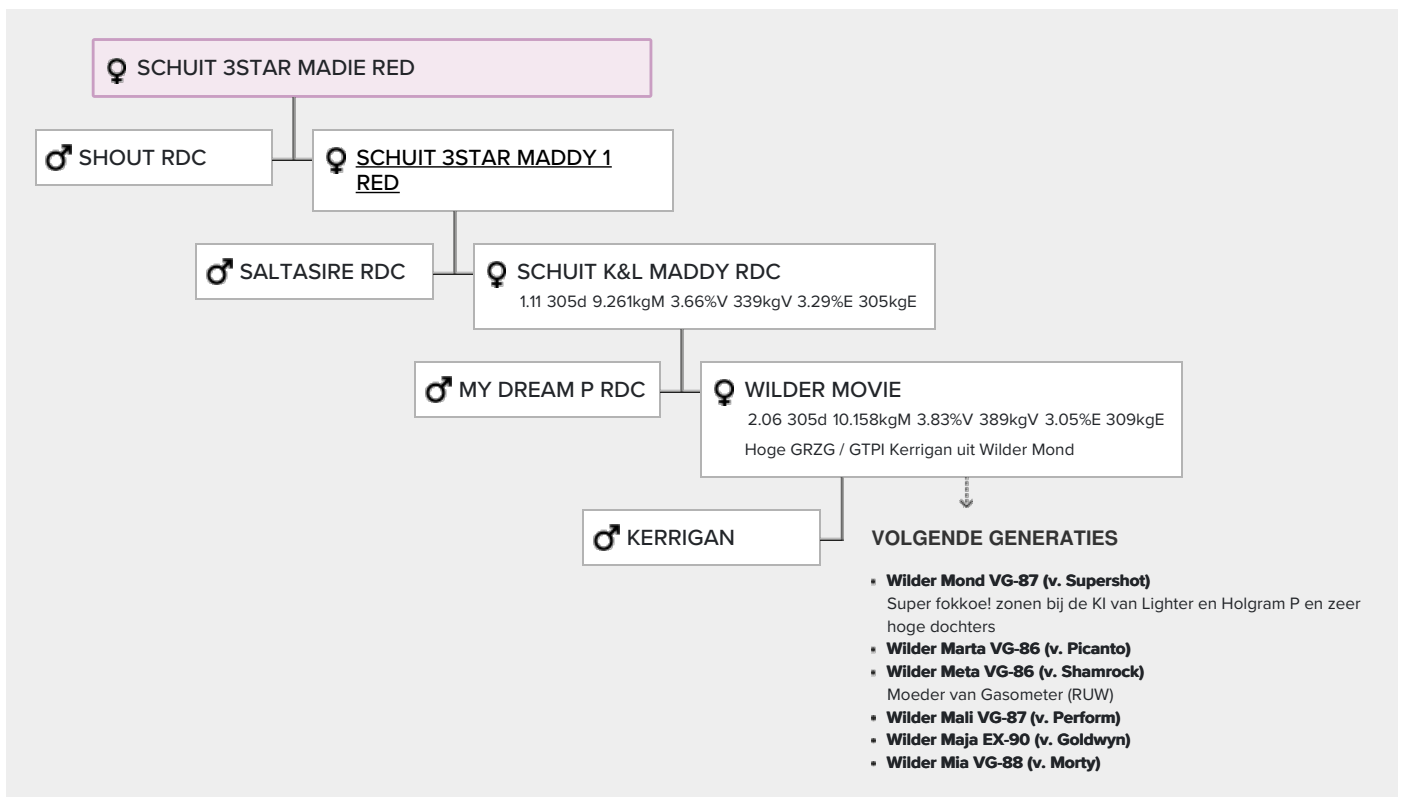 SCHUIT 3STAR MADIE RED
SHOUT RDC
SCHUIT 3STAR MADDY 1
RED
SALTASIRE RDC
SCHUIT K&L MADDY RDC
1.11 305d 9.261kgM 3.66%V 339kgV 3.29%E 305kgE
MY DREAM P RDC
WILDER MOVIE
2.06 305d 10.158kgM 3.83%V 389kgV 3.05%E 309kgE
Hoge GRZG / GTPI Kerrigan uit Wilder Mond
KERRIGAN
VOLGENDE GENERATIES
Wilder Mond VG-87 (v. Supershot)
Super fokkoe! zonen bij de KI van Lighter en Holgram P en zeer
hoge dochters
Wilder Marta VG-86 (v. Picanto)
Wilder Meta VG-86 (v. Shamrock)
Moeder van Gasometer (RUW)
Wilder Mali VG-87 (v. Perform)
Wilder Maja EX-90 (v. Goldwyn)
Wilder Mia VG-88 (v. Morty)